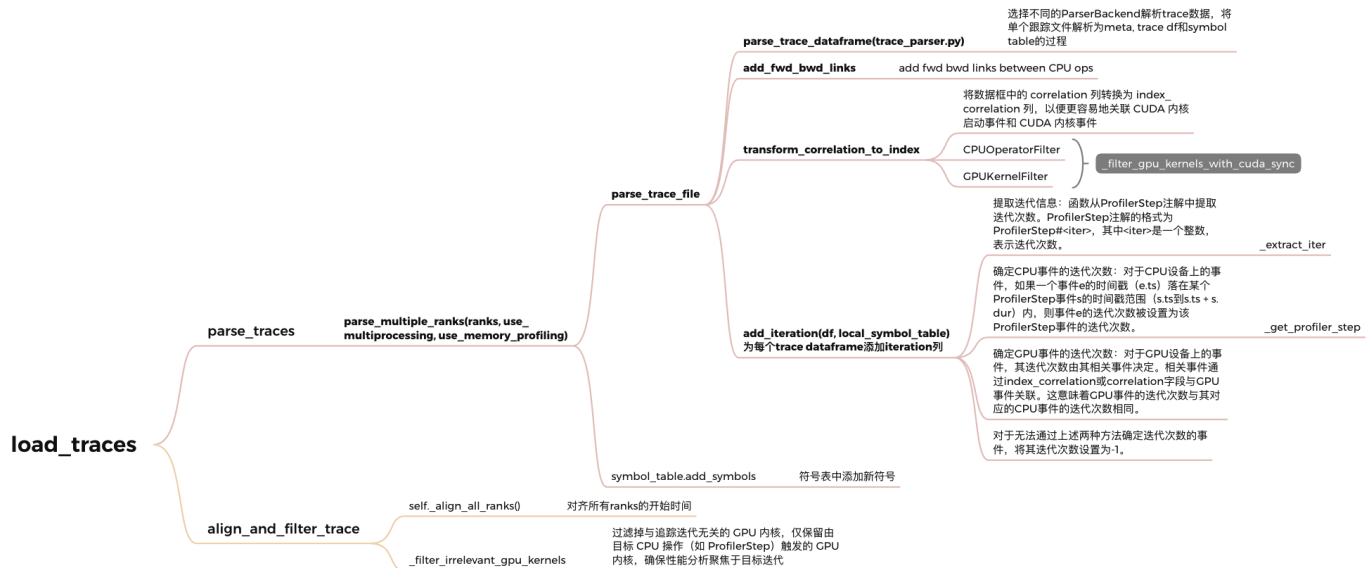 选择不同的ParserBackend解析trace数据，将
单个跟踪文件解析为meta, trace df和symbol
table的过程
parse_trace_dataframe(trace_parser.py)
add_fwd_bwd_links
add fwd bwd links between CPU ops
将数据框中的 correlation 列转换为 index_
correlation 列，以便更容易地关联 CUDA 内核
启动事件和 CUDA 内核事件
transform_correlation_to_index
CPUOperatorFilter
GPUKernelFilter
_filter_gpu_kernels_with_cuda_sync
parse_trace_file
提取迭代信息：函数从ProfilerStep注解中提取
迭代次数。ProfilerStep注解的格式为
ProfilerStep#<iter>，其中<iter>是一个整数，
表示迭代次数。
_extract_iter
确定CPU事件的迭代次数：对于CPU设备上的事
件，如果一个事件e的时间戳（e.ts）落在某个
ProfilerStep事件s的时间戳范围（s.ts到s.ts + s.
dur）内，则事件e的迭代次数被设置为该
ProfilerStep事件的迭代次数。
_get_profiler_step
parse_traces
parse_multiple_ranks(ranks, use_
multiprocessing, use_memory_profiling)
add_iteration(df, local_symbol_table)
为每个trace dataframe添加iteration列
确定GPU事件的迭代次数：对于GPU设备上的事
件，其迭代次数由其相关事件决定。相关事件通
过index_correlation或correlation字段与GPU
事件关联。这意味着GPU事件的迭代次数与其对
应的CPU事件的迭代次数相同。
对于无法通过上述两种方法确定迭代次数的事
件，将其迭代次数设置为-1。
load_traces
symbol_table.add_symbols
符号表中添加新符号
align_and_filter_trace
self._align_all_ranks()
对齐所有ranks的开始时间
过滤掉与追踪迭代无关的 GPU 内核，仅保留由
目标 CPU 操作（如 ProfilerStep）触发的 GPU
内核，确保性能分析聚焦于目标迭代
_filter_irrelevant_gpu_kernels